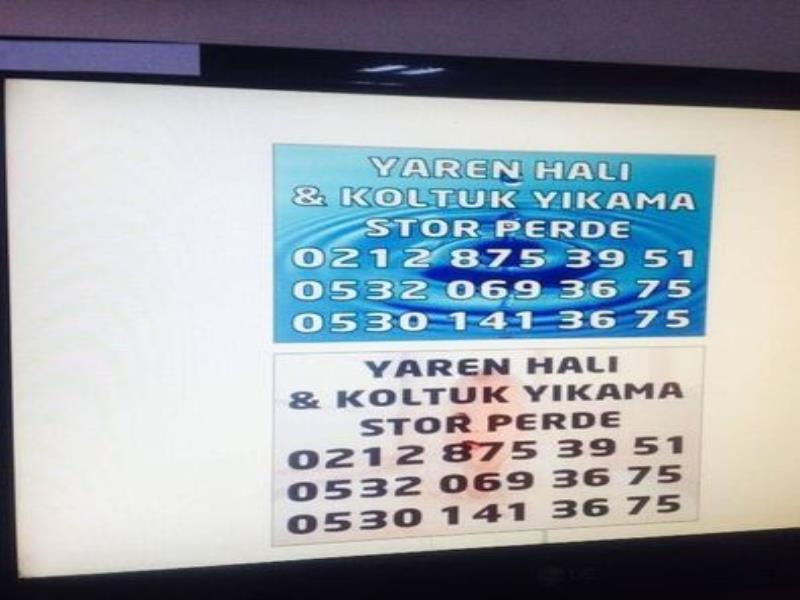 YAREN HALI
& KOLTUK YIKAMA
STOR PERDE
0212 875 39 51
0532 069 36 75
0530 141 36 75
YAREN HALI
& KOLTUK YIKAMA
STOR PERDE
0212 875 39 51
0532 069 36 75
0530 141 36 75
LG